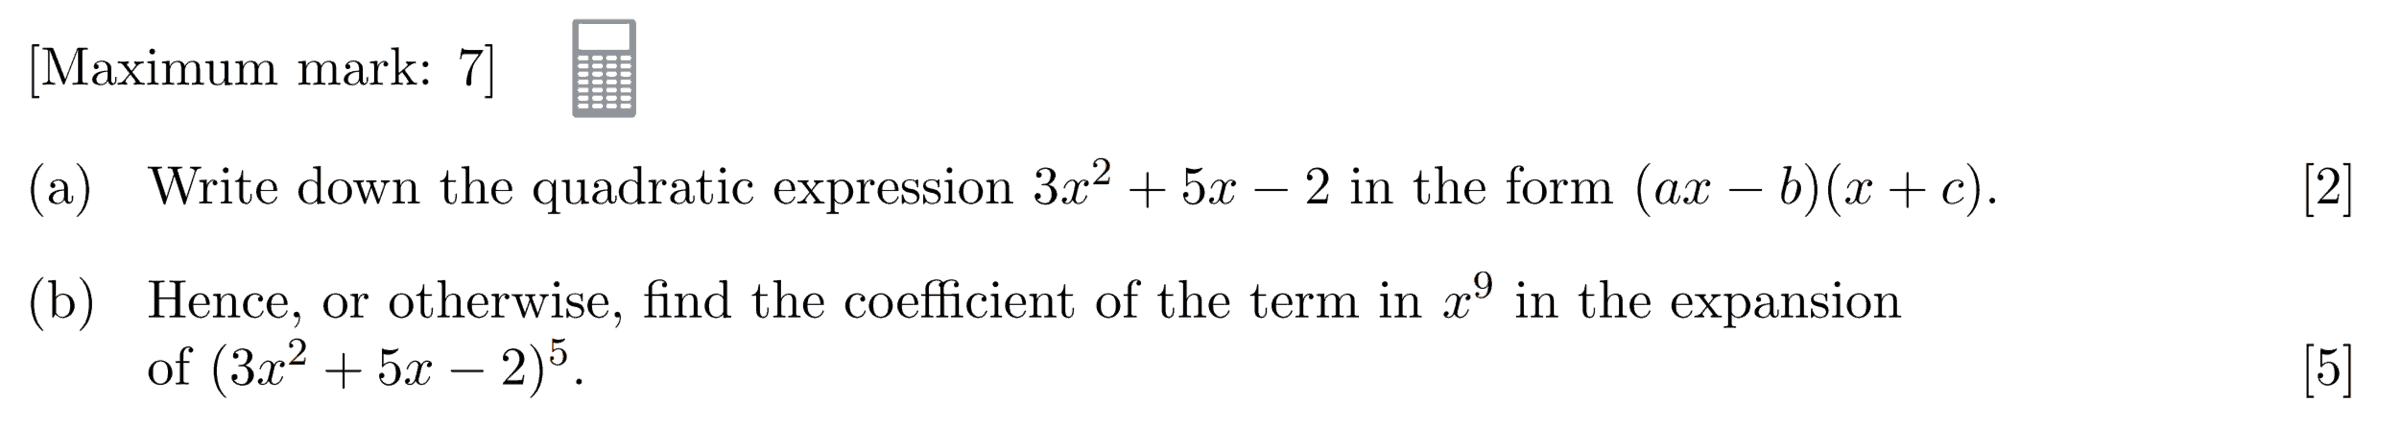 [Maximum mark: 7]
(a) Write down the quadratic expression 3x² + 5x − 2 in the form (ax − b)(x + c). [2]
(b) Hence, or otherwise, find the coefficient of the term in x⁹ in the expansion
of (3x² + 5x − 2)⁵. [5]